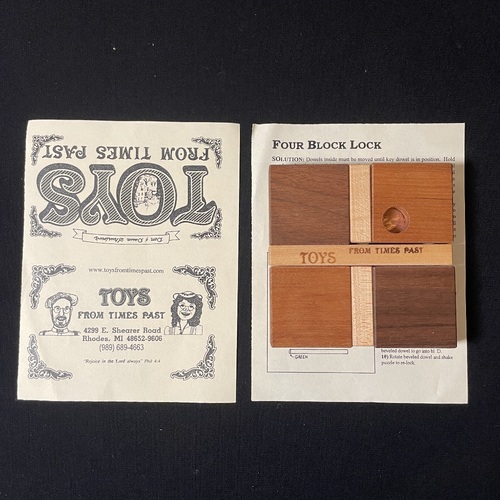 TOYS
FROM TIMES PAST
www.toysfromtimespast.com
TOYS
FROM TIMES PAST
4299 E. Shearer Road
Rhodes, MI 48652-9606
(989) 689-4663
"Rejoice in the Lord always" Phil 4:4
FOUR BLOCK LOCK
SOLUTION: Dowels inside must be moved until key dowel is in position. Hold
TOYS FROM TIMES PAST
GREEN
beveled dowel to go into hl D.
10) Rotate beveled dowel and shake
puzzle to re-lock.